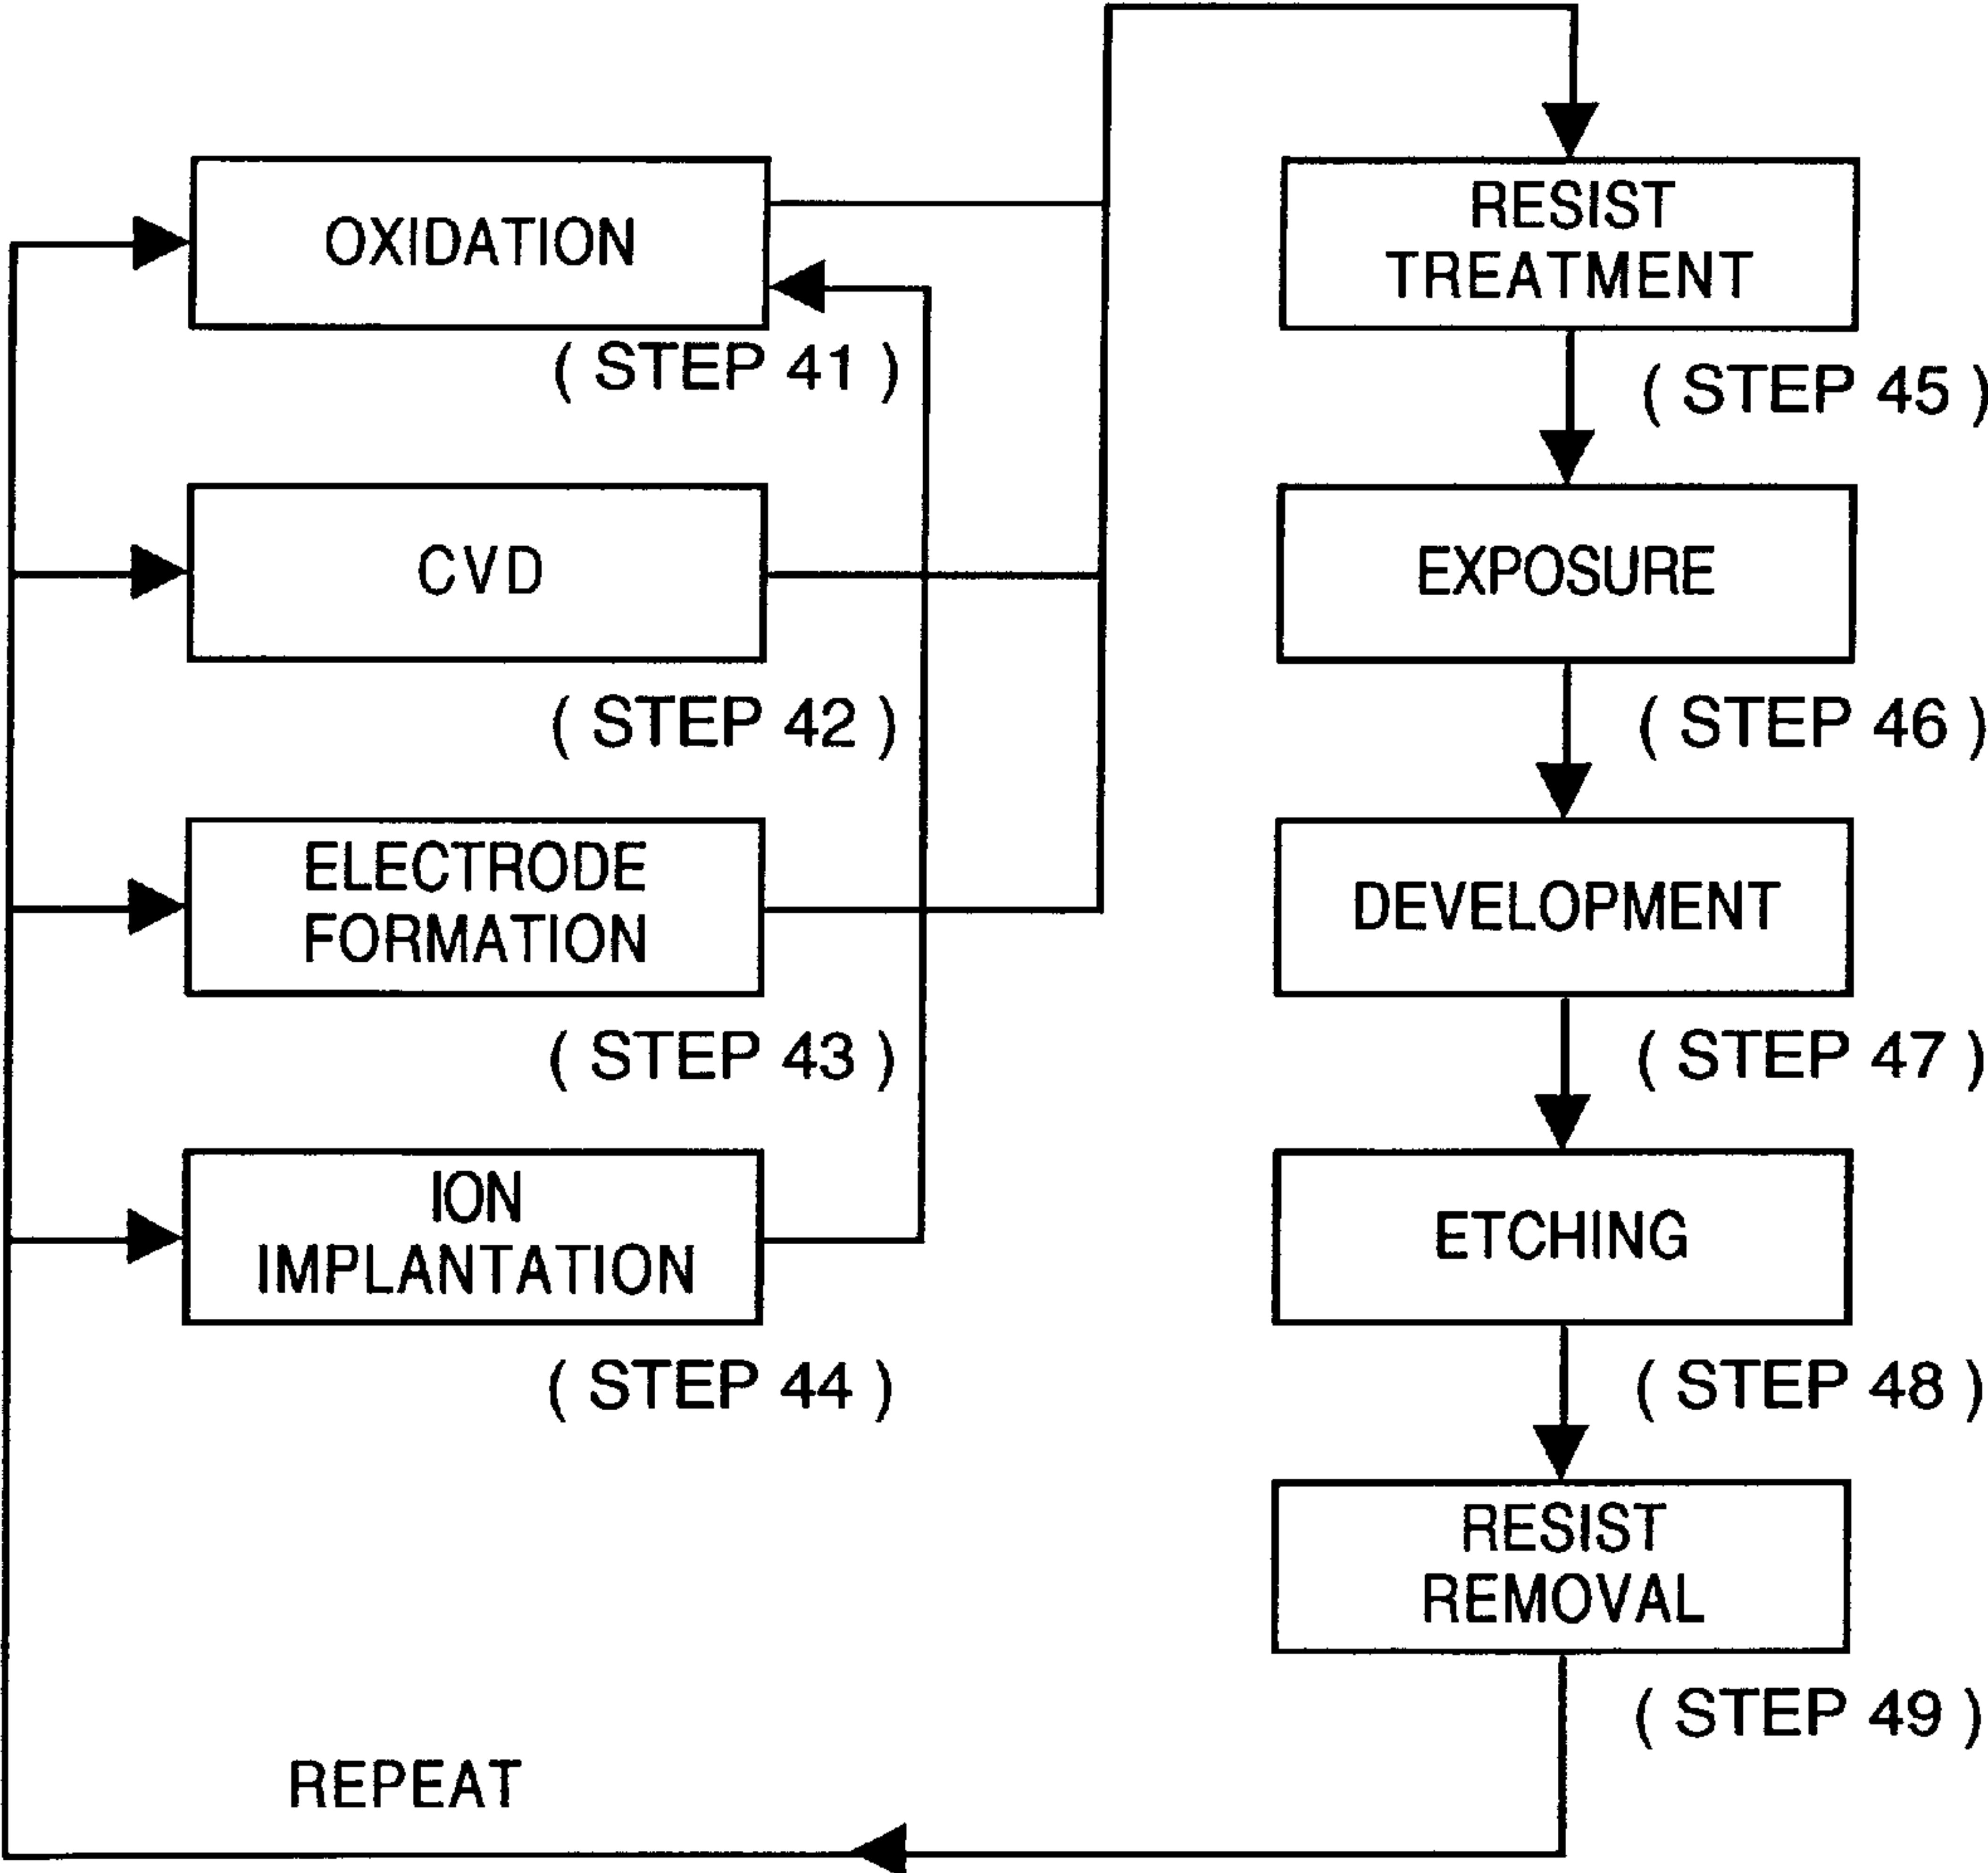 OXIDATION
( STEP 41 )
CVD
( STEP 42 )
ELECTRODE
FORMATION
( STEP 43 )
ION
IMPLANTATION
( STEP 44 )
RESIST
TREATMENT
( STEP 45 )
EXPOSURE
( STEP 46 )
DEVELOPMENT
( STEP 47 )
ETCHING
( STEP 48 )
RESIST
REMOVAL
( STEP 49 )
REPEAT